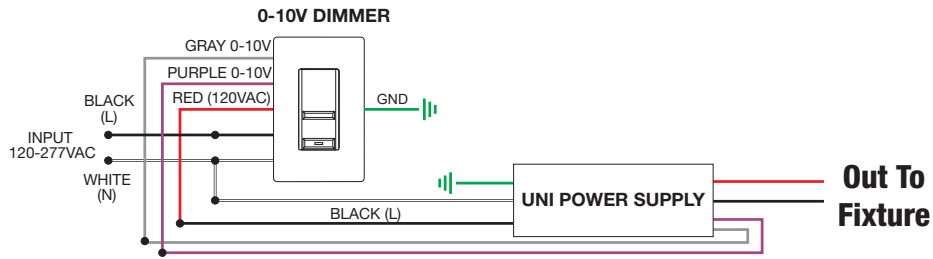 0-10V DIMMER
GRAY 0-10V
PURPLE 0-10V
RED (120VAC)
GND
BLACK
(L)
INPUT
120-277VAC
WHITE
(N)
BLACK (L)
UNI POWER SUPPLY
Out To
Fixture